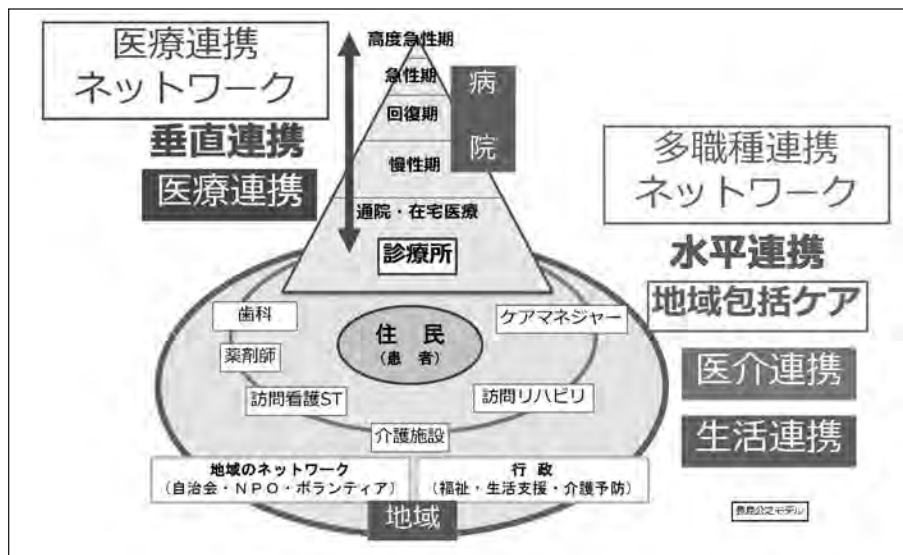 医療連携
ネットワーク
垂直連携
医療連携
高度急性期
急性期
回復期
慢性期
通院・在宅医療
診療所
病
院
多職種連携
ネットワーク
水平連携
地域包括ケア
医介連携
生活連携
歯科
薬剤師
訪問看護ST
介護施設
訪問リハビリ
ケアマネジャー
住 民
(患 者)
地域のネットワーク
(自治会・NPO・ボランティア)
行 政
(福祉・生活支援・介護予防)
地域